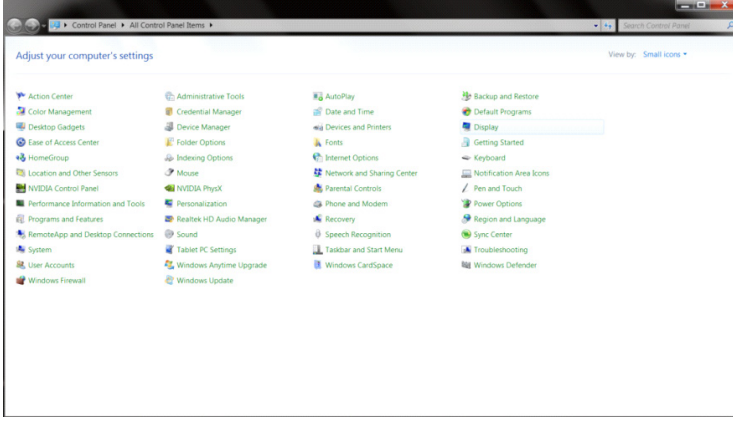 Control Panel All Control Panel Items
Search Control Panel
Adjust your computer's settings
View by: Small icons
Action Center Administrative Tools AutoPlay Backup and Restore
Color Management Credential Manager Date and Time Default Programs
Desktop Gadgets Device Manager Devices and Printers Display
Ease of Access Center Folder Options Fonts Getting Started
HomeGroup Indexing Options Internet Options Keyboard
Location and Other Sensors Mouse Network and Sharing Center Notification Area Icons
NVIDIA Control Panel NVIDIA PhysX Parental Controls Pen and Touch
Performance Information and Tools Personalization Phone and Modem Power Options
Programs and Features Realtek HD Audio Manager Recovery Region and Language
RemoteApp and Desktop Connections Sound Speech Recognition Sync Center
System Tablet PC Settings Taskbar and Start Menu Troubleshooting
User Accounts Windows Anytime Upgrade Windows CardSpace Windows Defender
Windows Firewall Windows Update